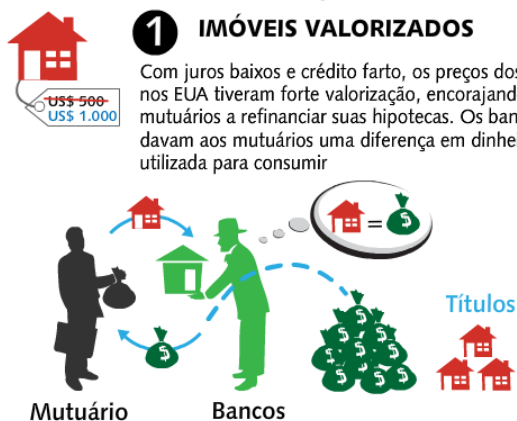 1 IMÓVEIS VALORIZADOS
US$ 500
US$ 1.000
Com juros baixos e crédito farto, os preços dos
nos EUA tiveram forte valorização, encorajand
mutuários a refinanciar suas hipotecas. Os ban
davam aos mutuários uma diferença em dinhe
utilizada para consumir
= $
$
Títulos
$ $ $ $ $ $ $ $ $
Mutuário
Bancos